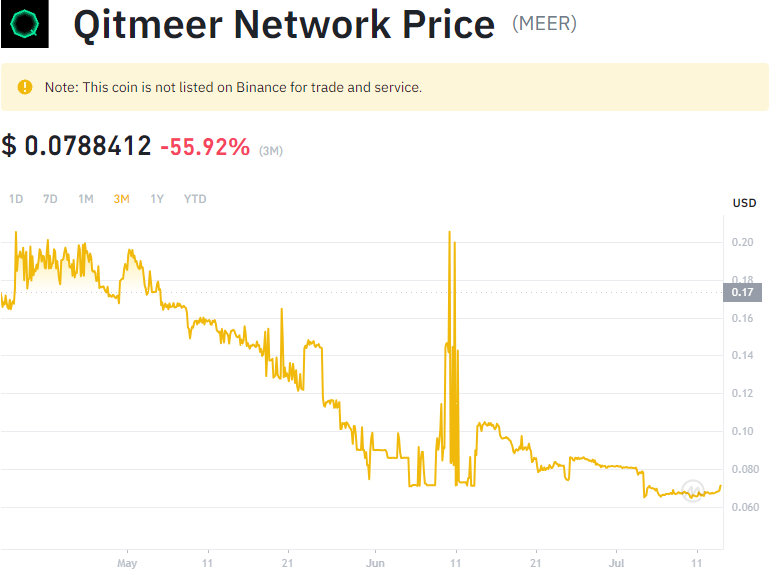 Qitmeer Network Price (MEER)
Note: This coin is not listed on Binance for trade and service.
$ 0.0788412 -55.92% (3M)
1D 7D 1M 3M 1Y YTD
USD
0.20
0.18
0.17
0.16
0.14
0.12
0.10
0.080
0.060
May 11 21 Jun 11 21 Jul 11